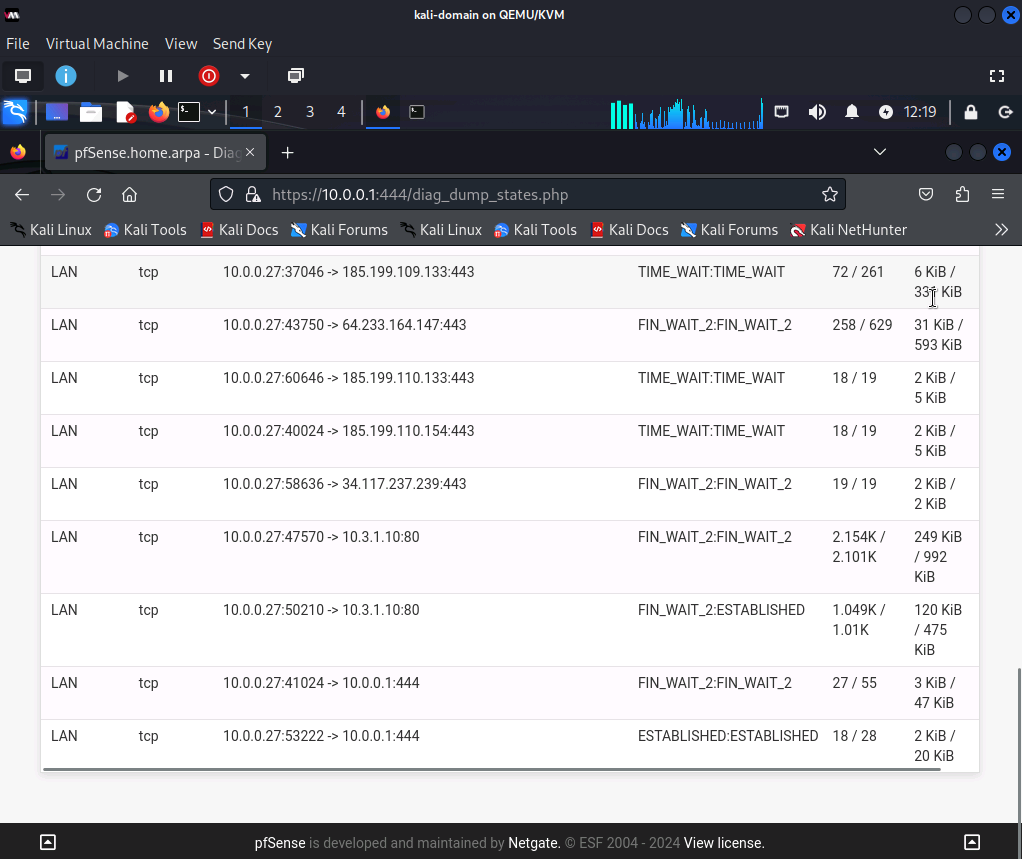 kali-domain on QEMU/KVM
File Virtual Machine View Send Key
1 2 3 4 12:19
pfSense.home.arpa - Diag
https://10.0.0.1:444/diag_dump_states.php
Kali Linux Kali Tools Kali Docs Kali Forums Kali Linux Kali Tools Kali Docs Kali Forums Kali NetHunter
LAN tcp 10.0.0.27:37046 -> 185.199.109.133:443 TIME_WAIT:TIME_WAIT 72 / 261 6 KiB /
KiB
LAN tcp 10.0.0.27:43750 -> 64.233.164.147:443 FIN_WAIT_2:FIN_WAIT_2 258 / 629 31 KiB /
593 KiB
LAN tcp 10.0.0.27:60646 -> 185.199.110.133:443 TIME_WAIT:TIME_WAIT 18 / 19 2 KiB /
5 KiB
LAN tcp 10.0.0.27:40024 -> 185.199.110.154:443 TIME_WAIT:TIME_WAIT 18 / 19 2 KiB /
5 KiB
LAN tcp 10.0.0.27:58636 -> 34.117.237.239:443 FIN_WAIT_2:FIN_WAIT_2 19 / 19 2 KiB /
2 KiB
LAN tcp 10.0.0.27:47570 -> 10.3.1.10:80 FIN_WAIT_2:FIN_WAIT_2 2.154K / 249 KiB
2.101K / 992
KiB
LAN tcp 10.0.0.27:50210 -> 10.3.1.10:80 FIN_WAIT_2:ESTABLISHED 1.049K / 120 KiB
1.01K / 475
KiB
LAN tcp 10.0.0.27:41024 -> 10.0.0.1:444 FIN_WAIT_2:FIN_WAIT_2 27 / 55 3 KiB /
47 KiB
LAN tcp 10.0.0.27:53222 -> 10.0.0.1:444 ESTABLISHED:ESTABLISHED 18 / 28 2 KiB /
20 KiB
pfSense is developed and maintained by Netgate. © ESF 2004 - 2024 View license.